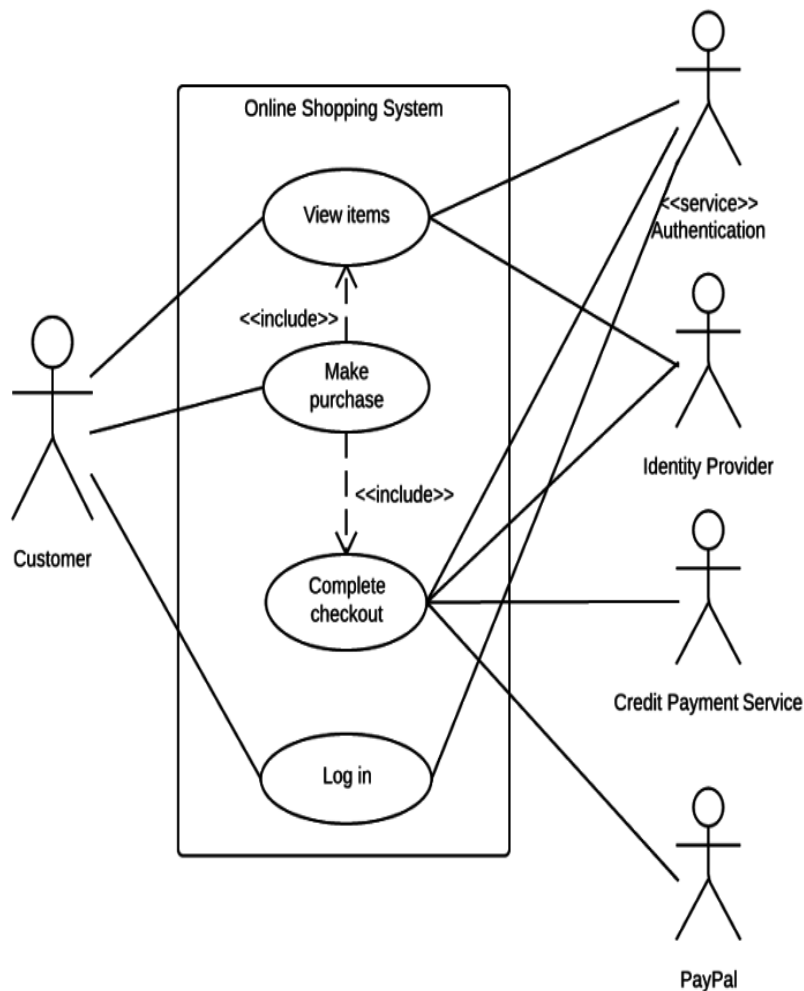 Online Shopping System
View items
<<service>>
Authentication
<<include>>
Make
purchase
Identity Provider
<<include>>
Customer
Complete
checkout
Credit Payment Service
Log in
PayPal